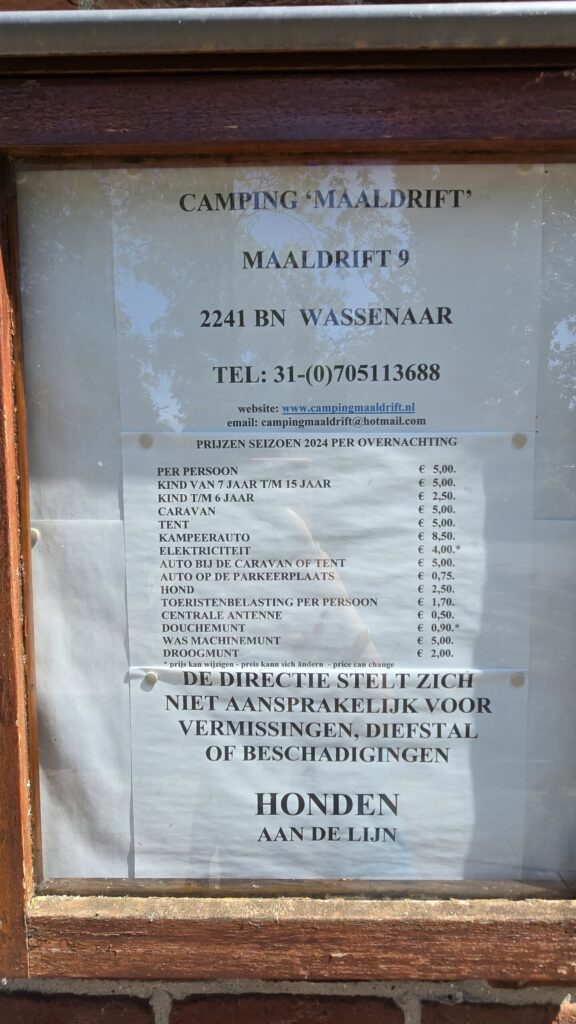 CAMPING ‘MAALDRIFT’
MAALDRIFT 9
2241 BN WASSENAAR
TEL: 31-(0)705113688
website: www.campingmaaldrift.nl
email: campingmaaldrift@hotmail.com
PRIJZEN SEIZOEN 2024 PER OVERNACHTING
PER PERSOON € 5,00.
KIND VAN 7 JAAR T/M 15 JAAR € 5,00.
KIND T/M 6 JAAR € 2,50.
CARAVAN € 5,00.
TENT € 5,00.
KAMPEERAUTO € 8,50.
ELEKTRICITEIT € 4,00.*
AUTO BIJ DE CARAVAN OF TENT € 5,00.
AUTO OP DE PARKEERPLAATS € 0,75.
HOND € 2,50.
TOERISTENBELASTING PER PERSOON € 1,70.
CENTRALE ANTENNE € 0,50.
DOUCHEMUNT € 0,90.*
WAS MACHINEMUNT € 5,00.
DROOGMUNT € 2,00.
* prijs kan wijzigen - preis kann sich ändern - price can change
DE DIRECTIE STELT ZICH
NIET AANSPRAKELIJK VOOR
VERMISSINGEN, DIEFSTAL
OF BESCHADIGINGEN
HONDEN
AAN DE LIJN